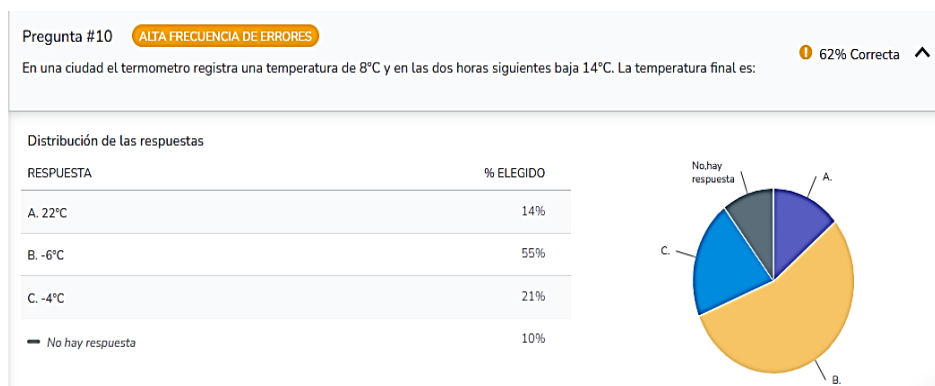 Pregunta #10 ALTA FRECUENCIA DE ERRORES
62% Correcta
En una ciudad el termometro registra una temperatura de 8°C y en las dos horas siguientes baja 14°C. La temperatura final es:
Distribución de las respuestas
RESPUESTA % ELEGIDO
A. 22°C 14%
B. -6°C 55%
C. -4°C 21%
No hay respuesta 10%
No,hay
respuesta
A.
C.
B.